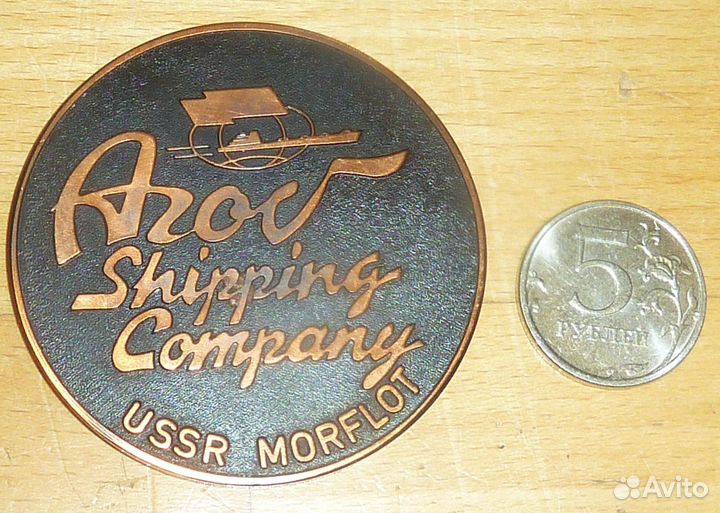 Azov
Shipping
Company
USSR MORFLOT
5
РУБЛЕЙ
Avito